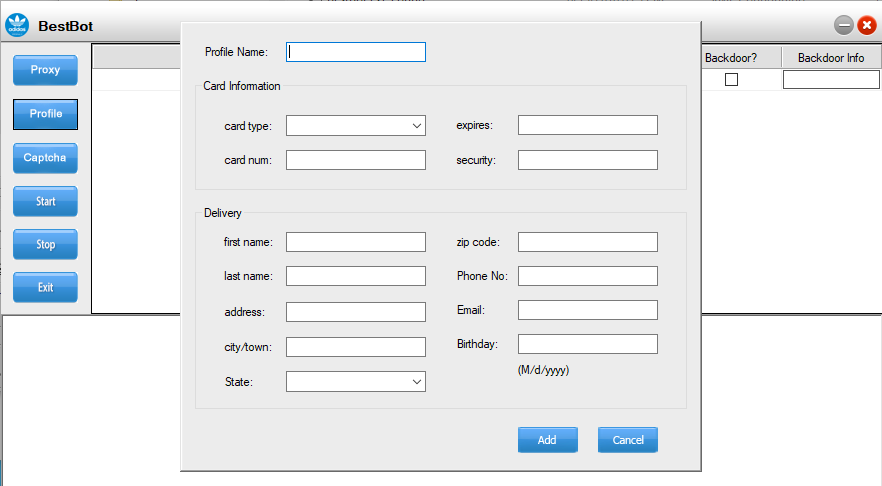 BestBot
adidas
Proxy
Profile
Captcha
Start
Stop
Exit
Backdoor? Backdoor Info
Profile Name:
Card Information
card type: expires:
card num: security:
Delivery
first name: zip code:
last name: Phone No:
address: Email:
city/town: Birthday:
State: (M/d/yyyy)
Add Cancel